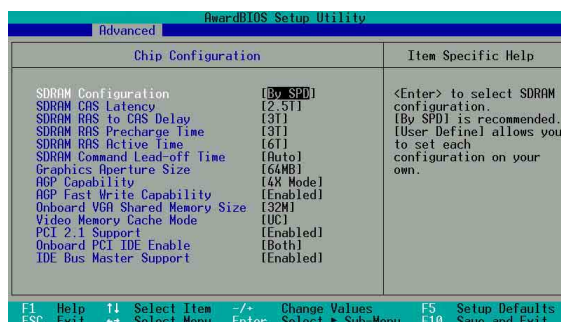 AwardBIOS Setup Utility
Advanced
Chip Configuration
Item Specific Help
SDRAM Configuration [By SPD]
SDRAM CAS Latency [2.5T]
SDRAM RAS to CAS Delay [3T]
SDRAM RAS Precharge Time [3T]
SDRAM RAS Active Time [6T]
SDRAM Command Lead-off Time [Auto]
Graphics Aperture Size [64MB]
AGP Capability [4X Mode]
AGP Fast Write Capability [Enabled]
Onboard VGA Shared Memory Size [32M]
Video Memory Cache Mode [UC]
PCI 2.1 Support [Enabled]
Onboard PCI IDE Enable [Both]
IDE Bus Master Support [Enabled]
<Enter> to select SDRAM
configuration.
[By SPD] is recommended.
[User Define] allows you
to set each
configuration on your
own.
F1 Help ↑↓ Select Item -/+ Change Values F5 Setup Defaults
ESC Exit ↔ Select Menu Enter Select ► Sub-Menu F10 Save and Exit